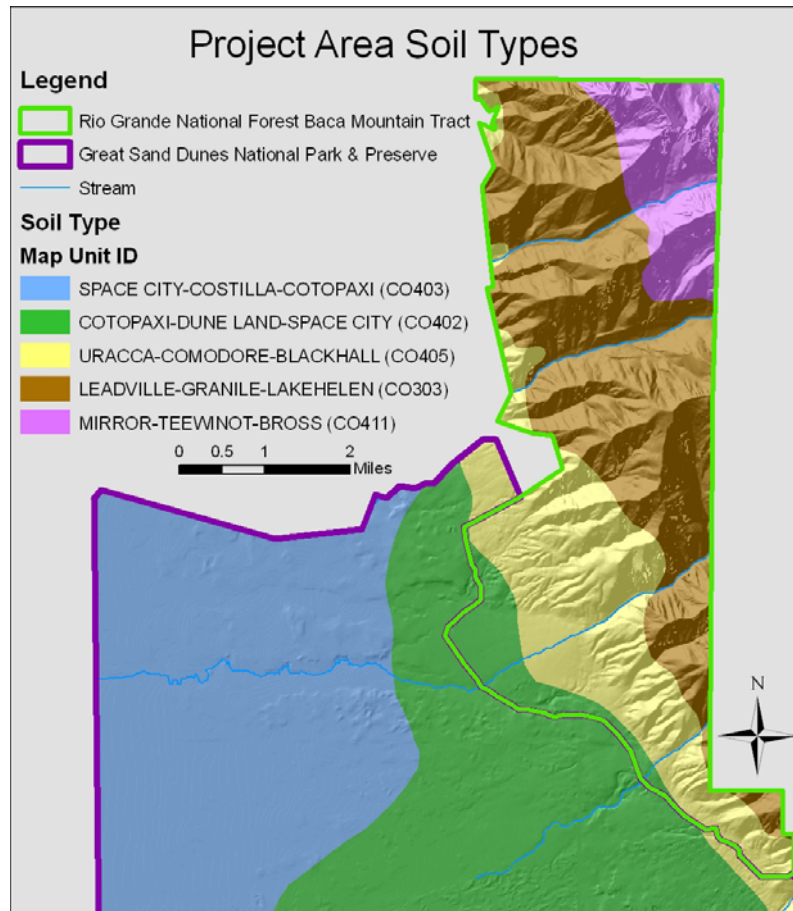 Project Area Soil Types
Legend
Rio Grande National Forest Baca Mountain Tract
Great Sand Dunes National Park & Preserve
Stream
Soil Type
Map Unit ID
SPACE CITY-COSTILLA-COTOPAXI (CO403)
COTOPAXI-DUNE LAND-SPACE CITY (CO402)
URACCA-COMODORE-BLACKHALL (CO405)
LEADVILLE-GRANILE-LAKEHELEN (CO303)
MIRROR-TEEWINOT-BROSS (CO411)
0 0.5 1 2
Miles
N